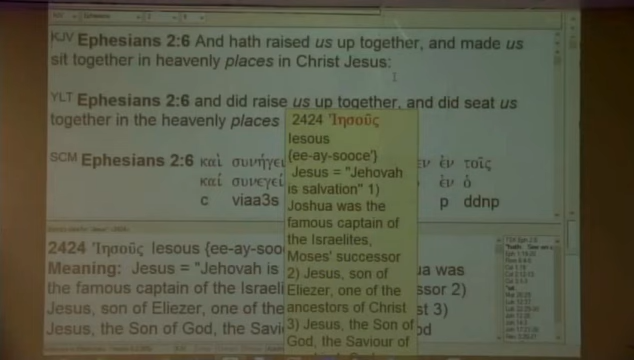 KJV Ephesians 2:6 And hath raised us up together, and made us
sit together in heavenly places in Christ Jesus:
YLT Ephesians 2:6 and did raise us up together, and did seat us
together in the heavenly places
SCM Ephesians 2:6 καὶ συνήγει
ἐν τοῖς
καί συνεγεί
ἐν ὁ
c viaa3s
p ddnp
2424 Ἰησοῦς
Iesous
{ee-ay-sooce'}
Jesus = "Jehovah
is salvation" 1)
Joshua was the
famous captain of
the Israelites,
Moses' successor
2) Jesus, son of
Eliezer, one of the
ancestors of Christ
3) Jesus, the Son of
God, the Saviour of
2424 Ἰησοῦς Iesous {ee-ay-soo
Meaning: Jesus = "Jehovah is
ua was
the famous captain of the Israeli
ssor 2)
Jesus, son of Eliezer, one of the
st 3)
Jesus, the Son of God, the Savi
od